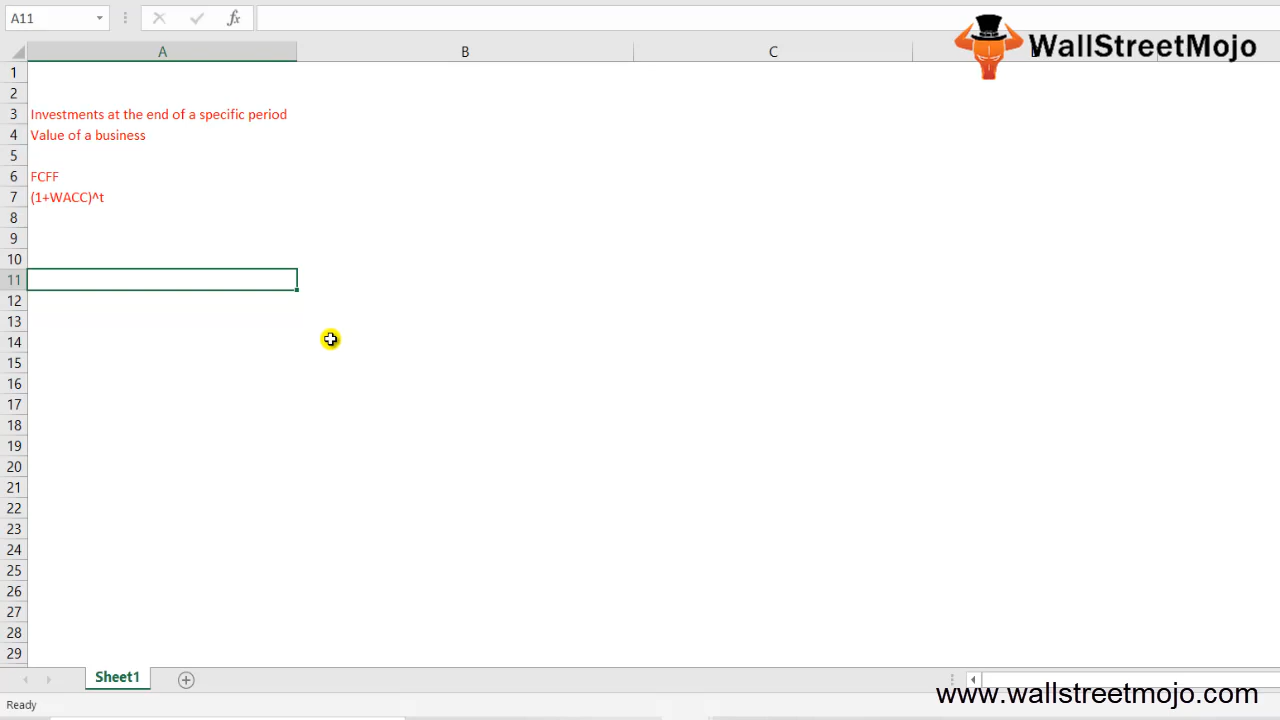 A11
fx
WallStreetMojo
A B C
1
2
3 Investments at the end of a specific period
4 Value of a business
5
6 FCFF
7 (1+WACC)^t
8
9
10
11
12
13
14
15
16
17
18
19
20
21
22
23
24
25
26
27
28
29
Sheet1
www.wallstreetmojo.com
Ready